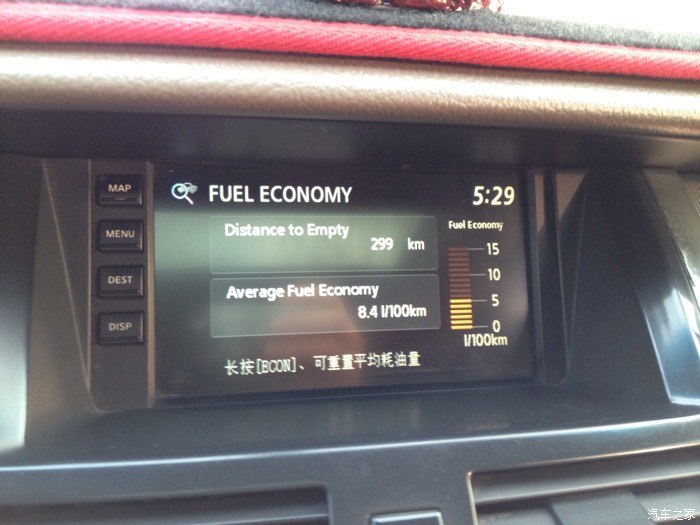 MAP
MENU
DEST
DISP
FUEL ECONOMY
5:29
Distance to Empty
299 km
Average Fuel Economy
8.4 l/100km
Fuel Economy
15
10
5
0
l/100km
长按[ECON]、可重置平均耗油量
汽车之家